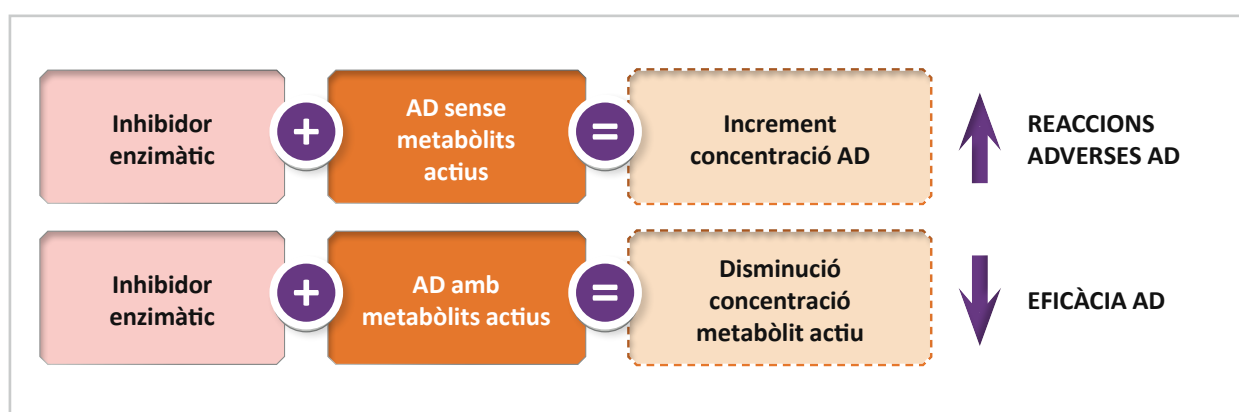 Inhibidor
enzimàtic
+
AD sense
metabòlits
actius
=
Increment
concentració AD
REACCIONS
ADVERSES AD
Inhibidor
enzimàtic
+
AD amb
metabòlits actius
=
Disminució
concentració
metabòlit actiu
EFICÀCIA AD